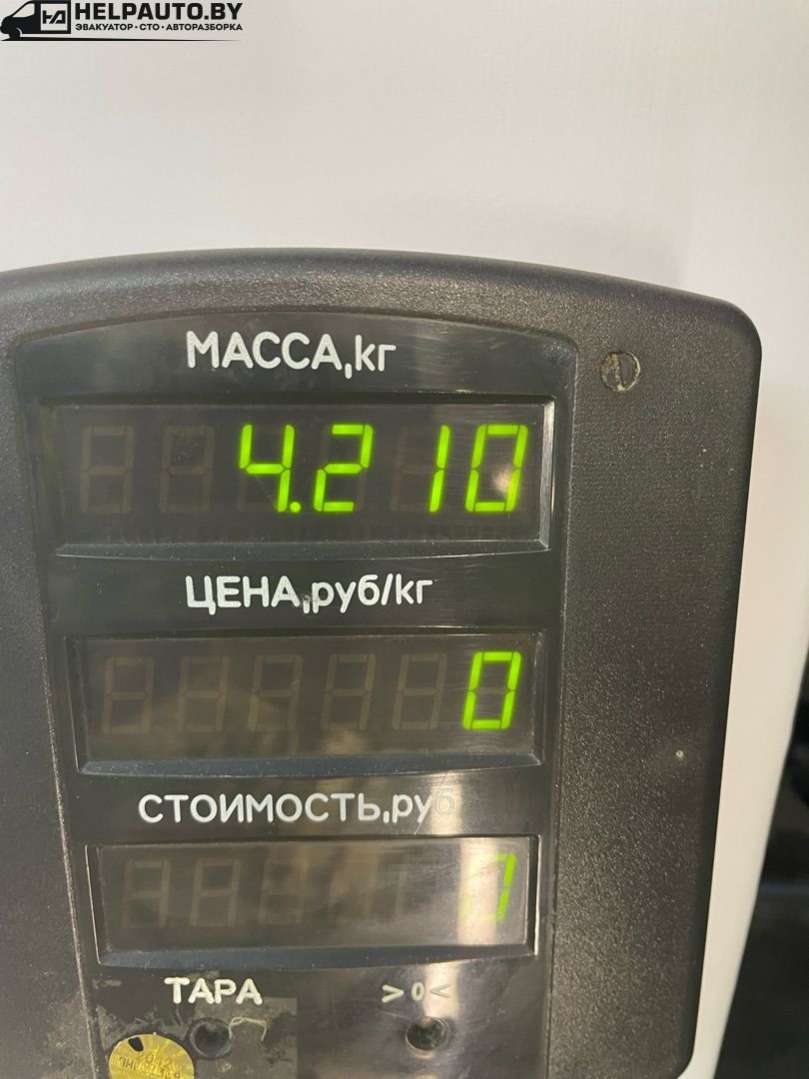 HELPAUTO.BY
ЭВАКУАТОР • СТО • АВТОРАЗБОРКА
МАССА,кг
4.210
ЦЕНА,руб/кг
0
СТОИМОСТЬ,руб
ТАРА
>0<